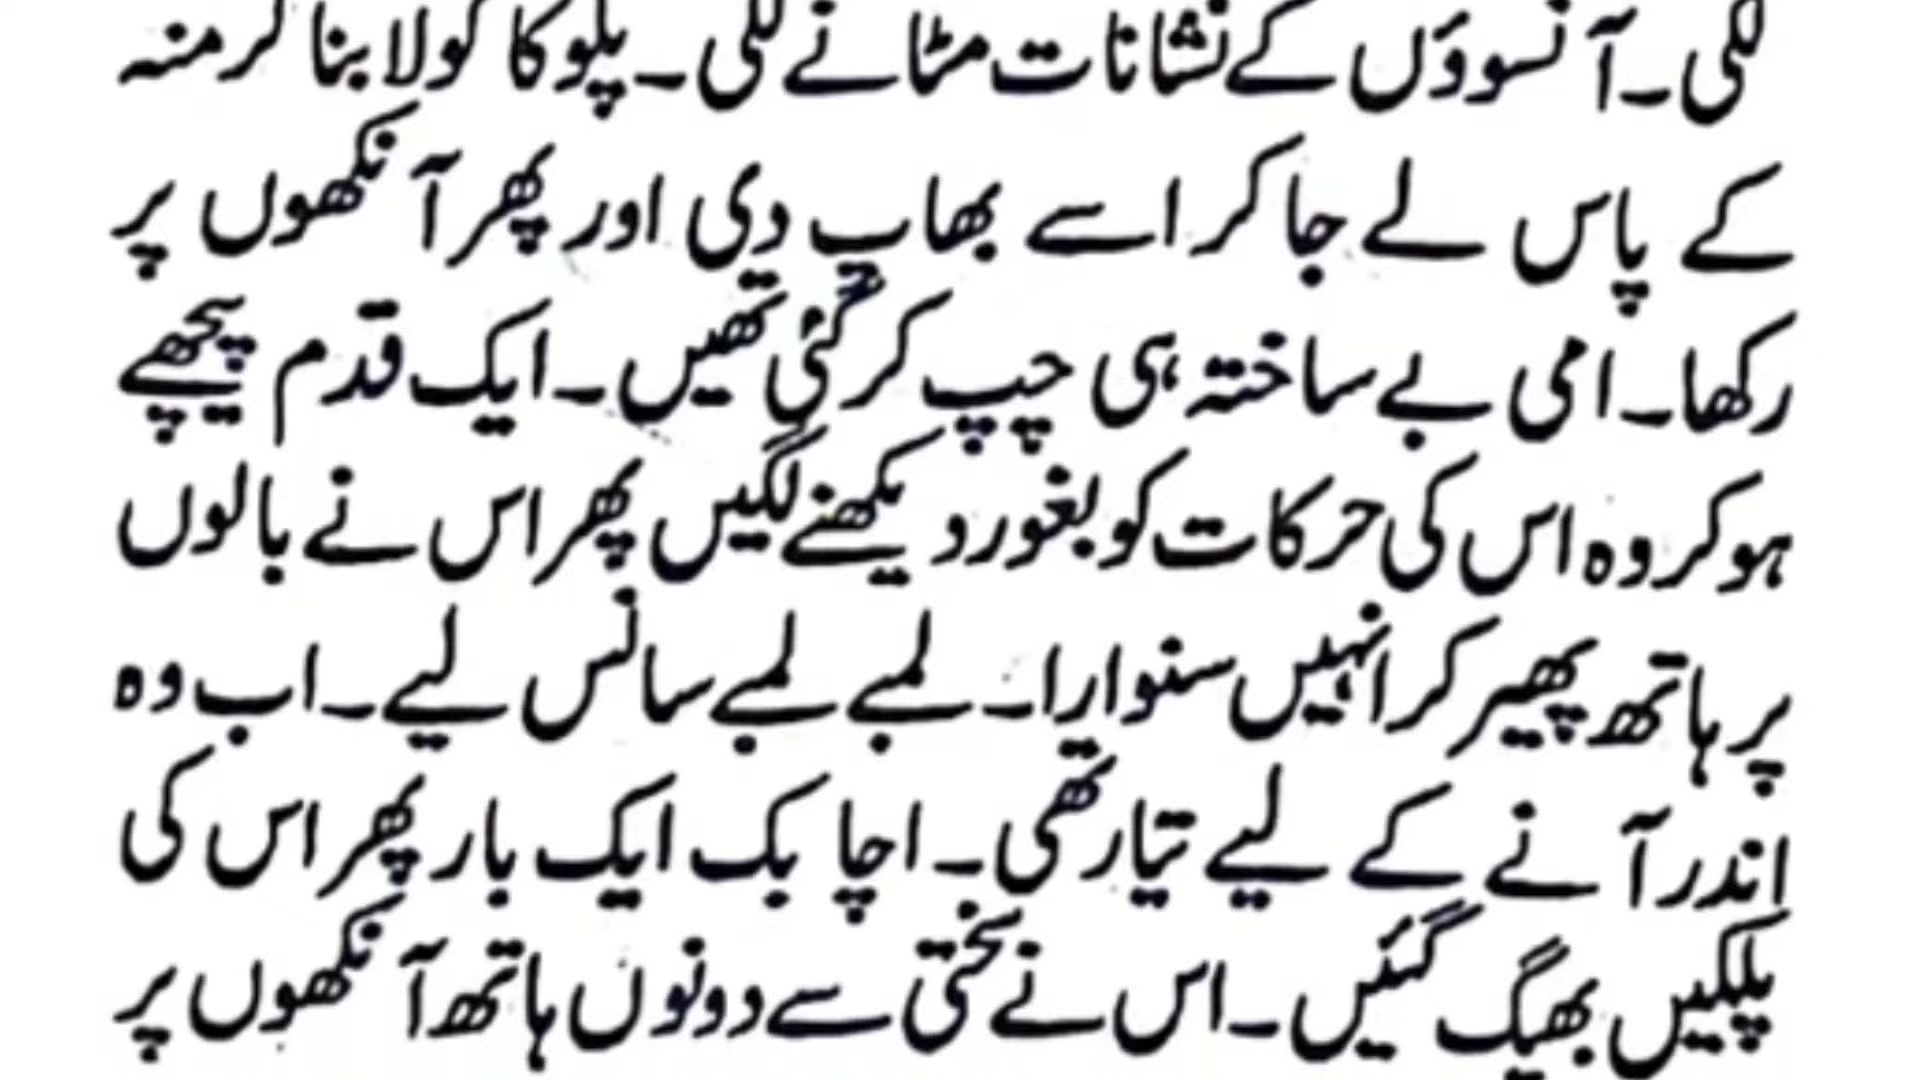 لگی۔ آنسوؤں کے نشانات مٹانے لگی۔ پلو کا گولا بنا کر منہ
کے پاس لے جا کر اسے بھاپ دی اور پھر آنکھوں پر
رکھا۔ امی بے ساختہ ہی چپ کر گئی تھیں۔ ایک قدم پیچھے
ہو کر وہ اس کی حرکات کو بغور دیکھنے لگیں پھر اس نے بالوں
پر ہاتھ پھیر کر انہیں سنوارا۔ لمبے لمبے سانس لیے۔ اب وہ
اندر آنے کے لیے تیار تھی۔ اچانک ایک بار پھر اس کی
پلکیں بھیگ گئیں۔ اس نے سختی سے دونوں ہاتھ آنکھوں پر